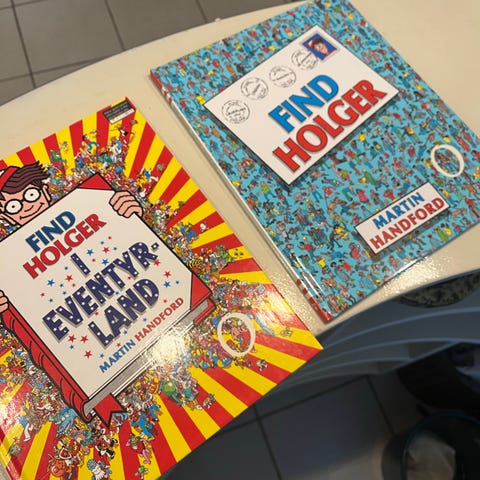 FIND
HOLGER
I
EVENTYR-
LAND
MARTIN HANDFORD
FIND
HOLGER
MARTIN
HANDFORD